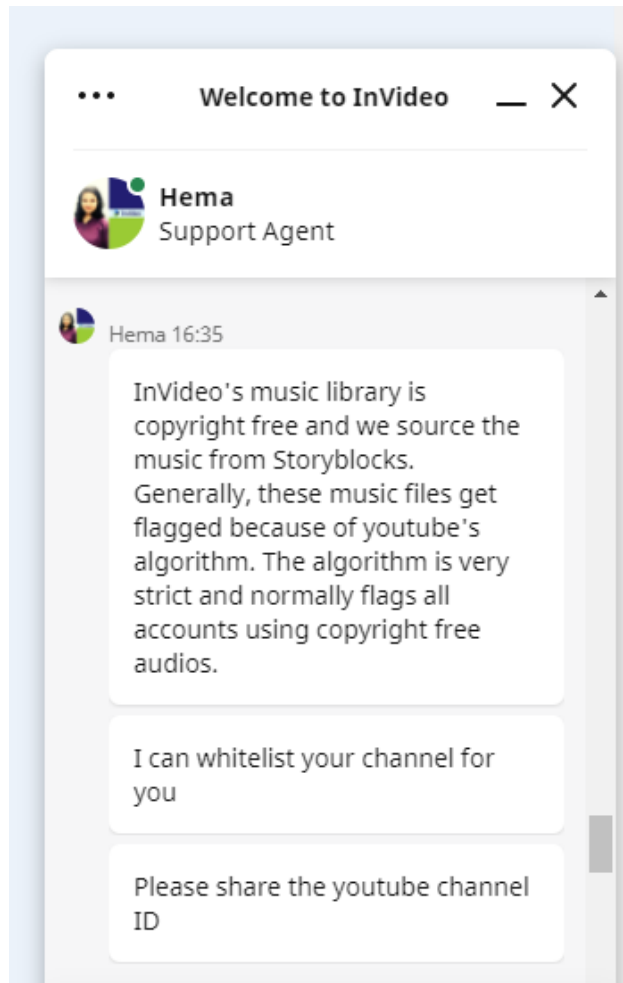 Welcome to InVideo
Hema
Support Agent
Hema 16:35
InVideo's music library is
copyright free and we source the
music from Storyblocks.
Generally, these music files get
flagged because of youtube's
algorithm. The algorithm is very
strict and normally flags all
accounts using copyright free
audios.
I can whitelist your channel for
you
Please share the youtube channel
ID